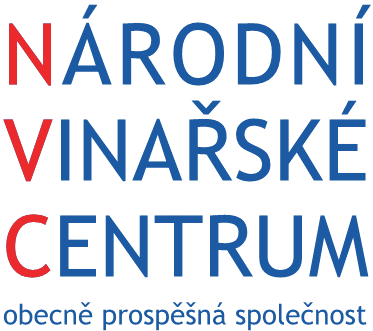 NÁRODNÍ
VINAŘSKÉ
CENTRUM
obecně prospěšná společnost